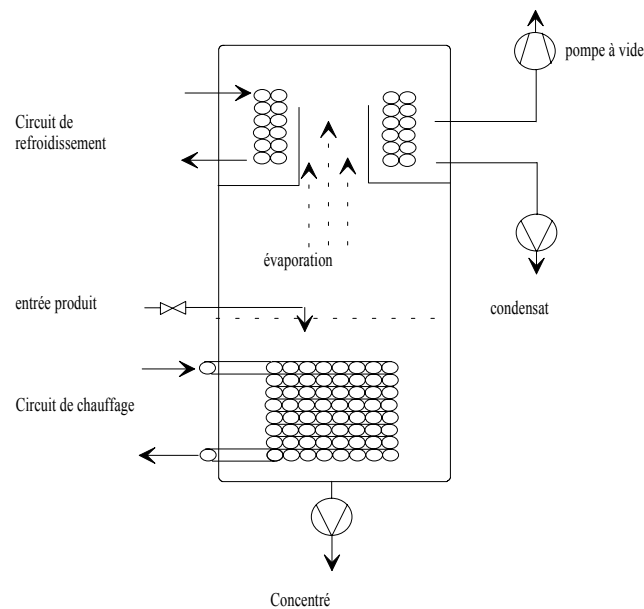 pompe à vide
Circuit de
refroidissement
évaporation
entrée produit
condensat
Circuit de chauffage
Concentré